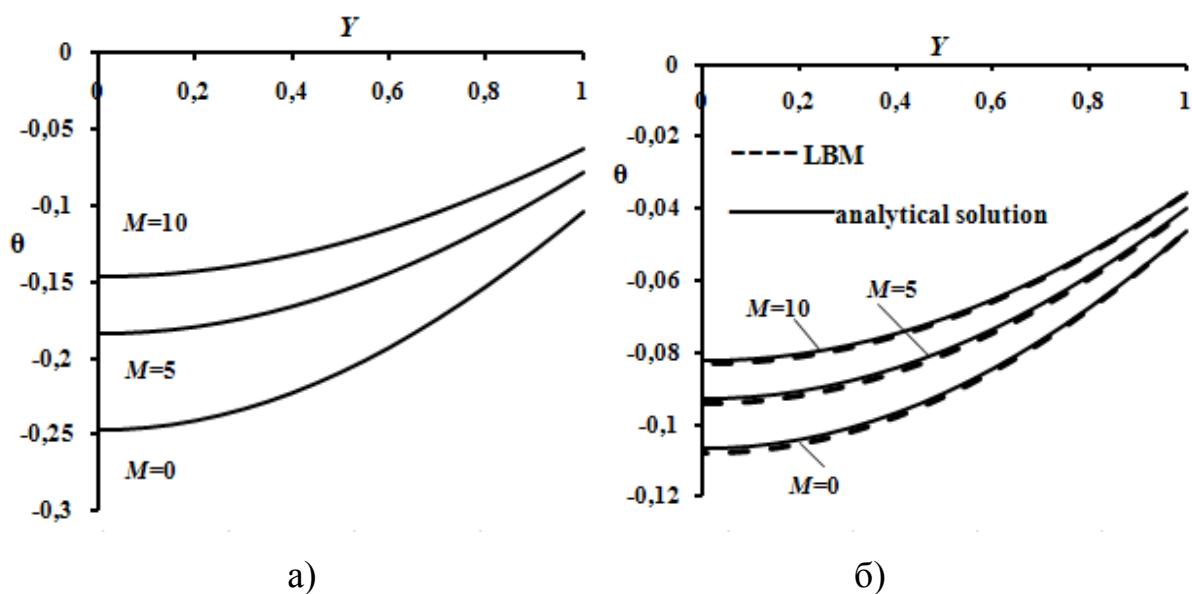 Y
0
0 0,2 0,4 0,6 0,8 1
-0,05
-0,1
θ
-0,15
-0,2
-0,25
-0,3
M=10
M=5
M=0
а)
Y
0
0 0,2 0,4 0,6 0,8 1
-0,02
θ
-0,04
-0,06
-0,08
-0,1
-0,12
LBM
analytical solution
M=5
M=10
M=0
б)